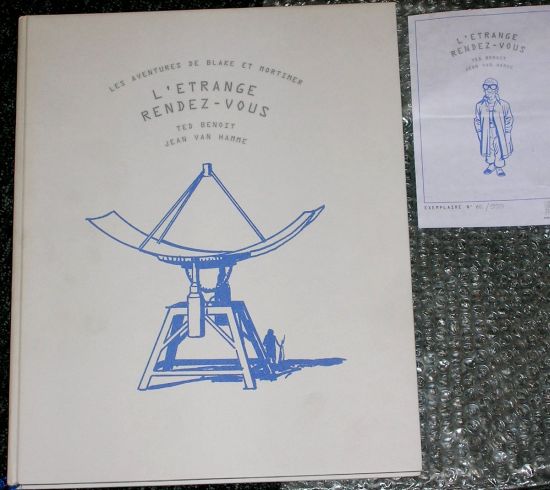 LES AVENTURES DE BLAKE ET MORTIMER
L'ETRANGE
RENDEZ-VOUS
TED BENOIT
JEAN VAN HAMME
L'ETRANGE
RENDEZ-VOUS
TED BENOIT
JEAN VAN HAMME
EXEMPLAIRE N°